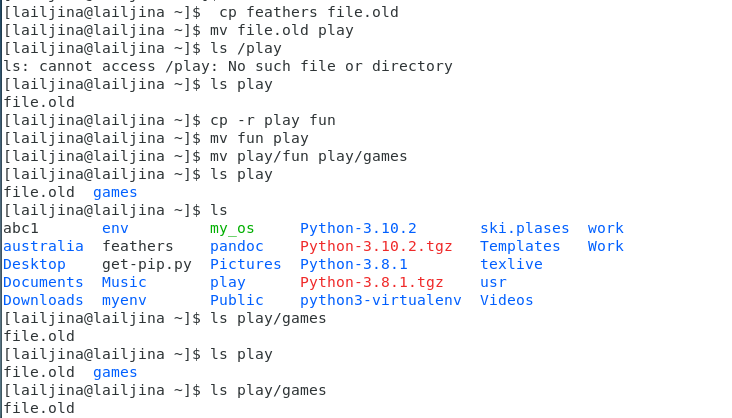 [lailjina@lailjina ~]$  cp feathers file.old
[lailjina@lailjina ~]$ mv file.old play
[lailjina@lailjina ~]$ ls /play
ls: cannot access /play: No such file or directory
[lailjina@lailjina ~]$ ls play
file.old
[lailjina@lailjina ~]$ cp -r play fun
[lailjina@lailjina ~]$ mv fun play
[lailjina@lailjina ~]$ mv play/fun play/games
[lailjina@lailjina ~]$ ls play
file.old  games
[lailjina@lailjina ~]$ ls
abc1       env         my_os     Python-3.10.2       ski.plases  work
australia  feathers    pandoc    Python-3.10.2.tgz   Templates   Work
Desktop    get-pip.py  Pictures  Python-3.8.1        texlive
Documents  Music       play      Python-3.8.1.tgz    usr
Downloads  myenv       Public    python3-virtualenv  Videos
[lailjina@lailjina ~]$ ls play/games
file.old
[lailjina@lailjina ~]$ ls play
file.old  games
[lailjina@lailjina ~]$ ls play/games
file.old